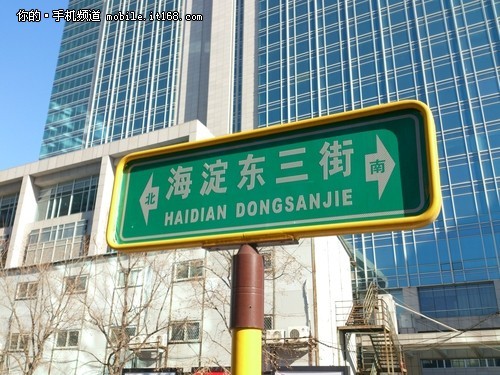 你的·手机频道 mobile.it168.com
北 海淀东三街 南
HAIDIAN DONGSANJIE